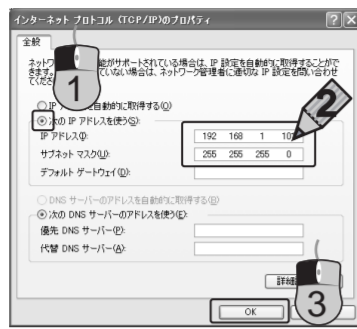 インターネット プロトコル (TCP/IP)のプロパティ
全般
ネットワ
能がサポートされている場合は、IP 設定を自動的に取得することがで
きます。
ていない場合は、ネットワーク管理者に適切な IP 設定を問い合わせ
てくださ
1
自動的に取得する(O)
次の IP アドレスを使う(S):
IP アドレス(I):
192 168 1
2
サブネット マスク(U):
255 255 255 0
デフォルト ゲートウェイ(D):
DNS サーバーのアドレスを自動的に取得する(B)
次の DNS サーバーのアドレスを使う(E):
優先 DNS サーバー(P):
代替 DNS サーバー(A):
詳細
OK
3